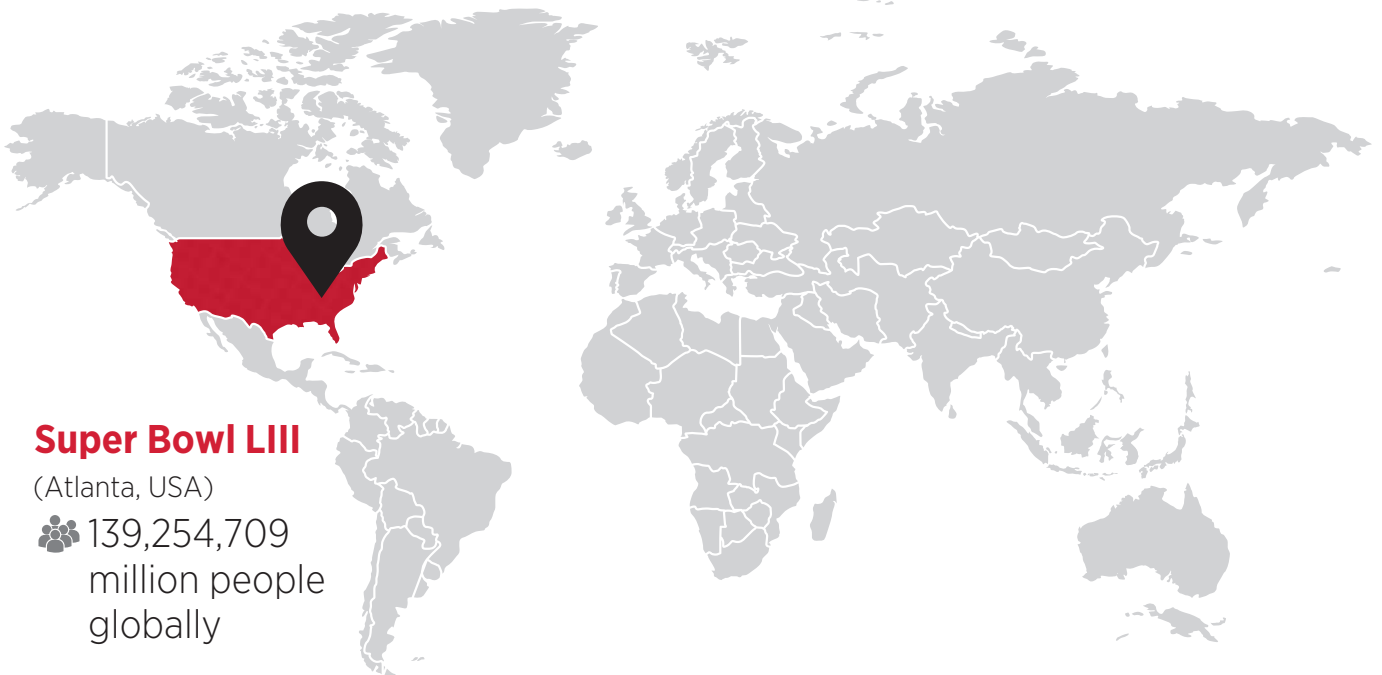 Super Bowl LIII
(Atlanta, USA)
139,254,709
million people
globally